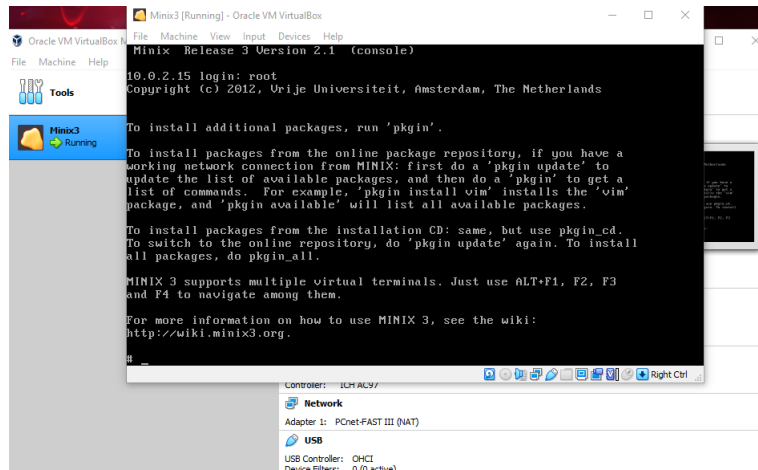 Minix3 [Running] - Oracle VM VirtualBox
File Machine View Input Devices Help
Minix Release 3 Version 2.1 (console)
10.0.2.15 login: root
Copyright (c) 2012, Vrije Universiteit, Amsterdam, The Netherlands
To install additional packages, run 'pkgin'.
To install packages from the online package repository, if you have a
working network connection from MINIX: first do a 'pkgin update' to
update the list of available packages, and then do a 'pkgin' to get a
list of commands. For example, 'pkgin install vim' installs the 'vim'
package, and 'pkgin available' will list all available packages.
To install packages from the installation CD: same, but use pkgin_cd.
To switch to the online repository, do 'pkgin update' again. To install
all packages, do pkgin_all.
MINIX 3 supports multiple virtual terminals. Just use ALT+F1, F2, F3
and F4 to navigate among them.
For more information on how to use MINIX 3, see the wiki:
http://wiki.minix3.org.
# _
Right Ctrl
Oracle VM VirtualBox M
File Machine Help
Tools
Minix3
Running
Controller: ICH AC97
Network
Adapter 1: PCnet-FAST III (NAT)
USB
USB Controller: OHCI
Device Filters: 0 (0 active)